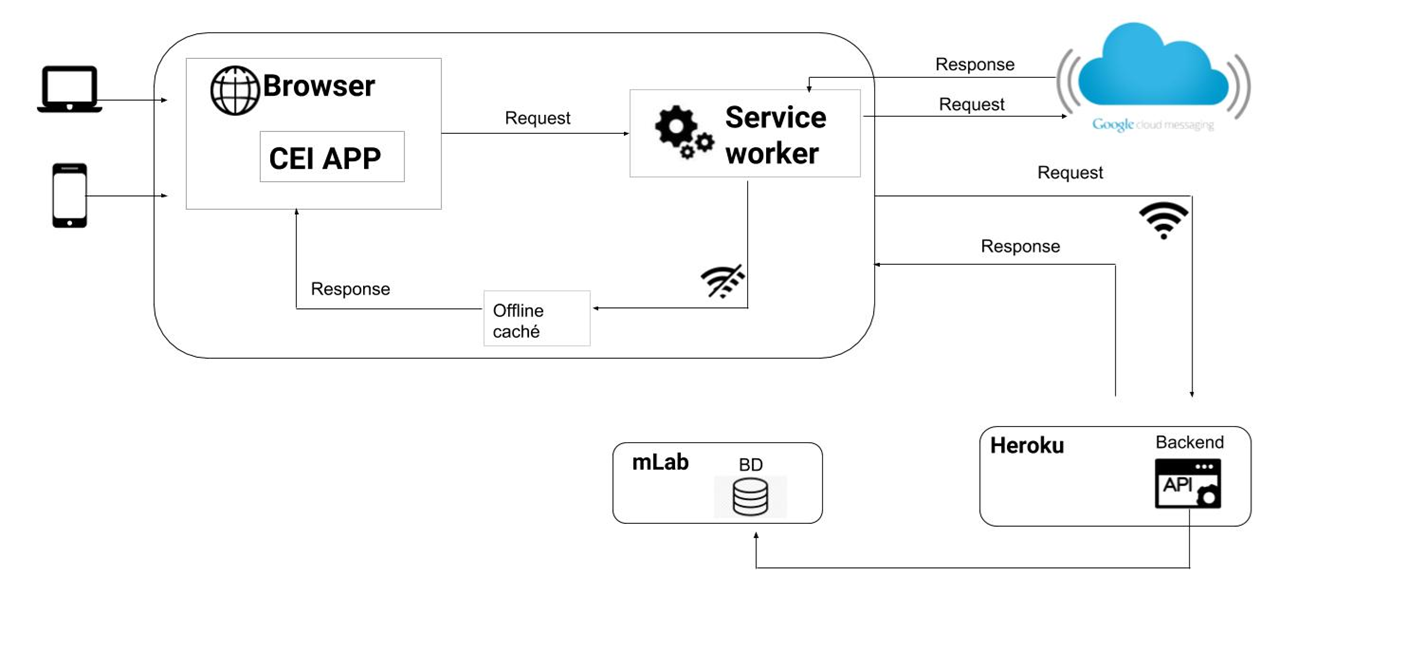 Browser
CEI APP
Request
Service
worker
Response
Request
Google cloud messaging
Request
Response
Response
Offline
caché
mLab
BD
Heroku
Backend
API